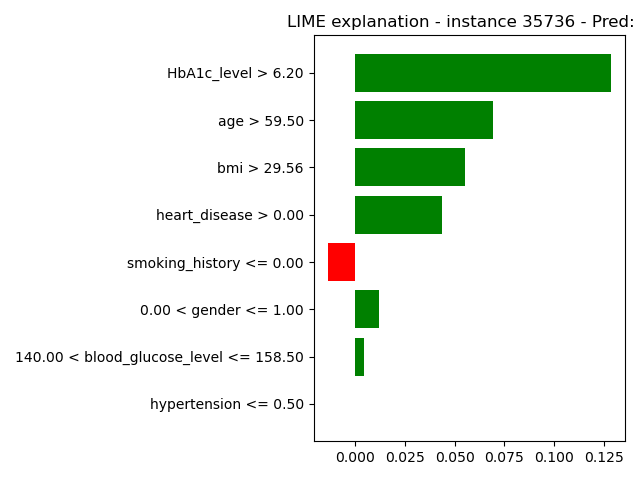 LIME explanation - instance 35736 - Pred:
HbA1c_level > 6.20
age > 59.50
bmi > 29.56
heart_disease > 0.00
smoking_history <= 0.00
0.00 < gender <= 1.00
140.00 < blood_glucose_level <= 158.50
hypertension <= 0.50
0.000 0.025 0.050 0.075 0.100 0.125